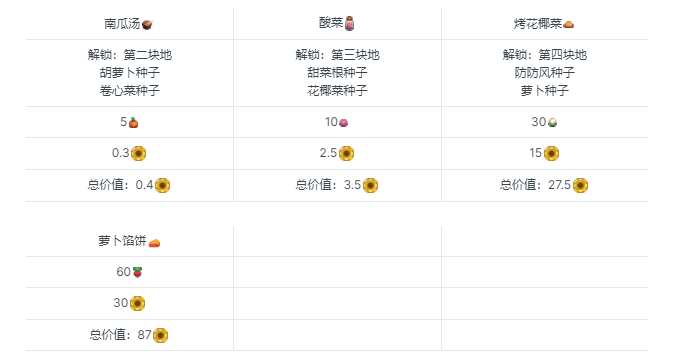 南瓜汤
酸菜
烤花椰菜
解锁：第二块地
胡萝卜种子
卷心菜种子
解锁：第三块地
甜菜根种子
花椰菜种子
解锁：第四块地
防防风种子
萝卜种子
5
10
30
0.3
2.5
15
总价值：0.4
总价值：3.5
总价值：27.5
萝卜馅饼
60
30
总价值：87